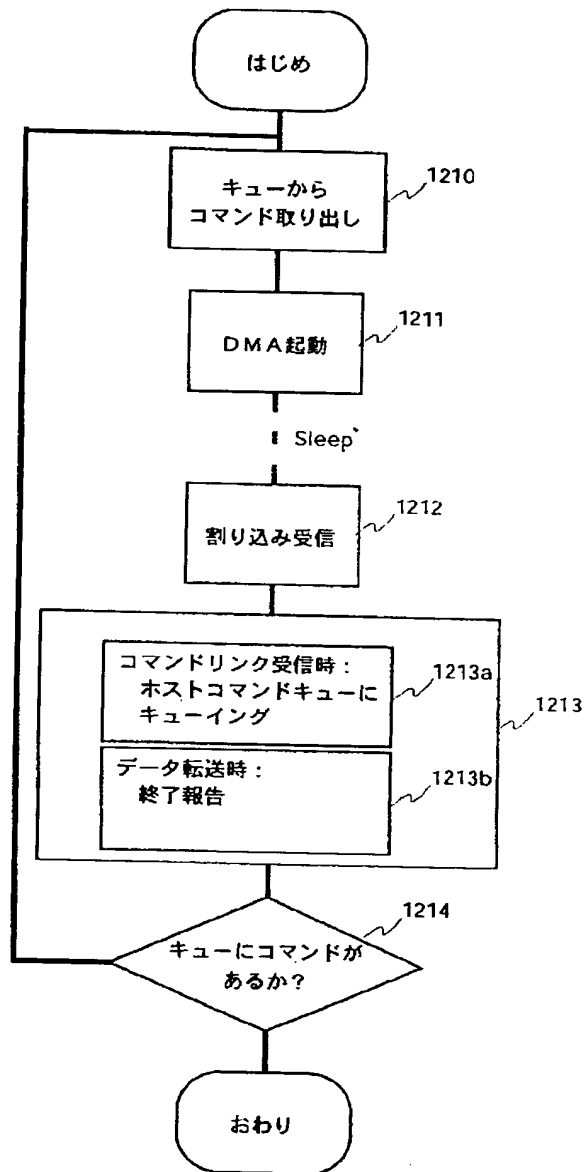 はじめ
キューから
コマンド取り出し
1210
DMA起動
1211
Sleep
割り込み受信
1212
コマンドリンク受信時：
ホストコマンドキューに
キューイング
1213a
1213
データ転送時：
終了報告
1213b
キューにコマンドが
あるか？
1214
おわり